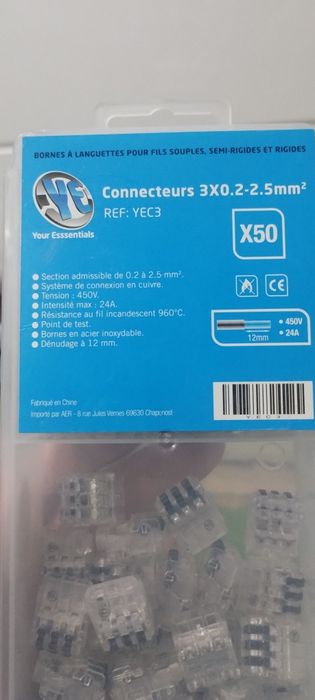 BORNES À LANGUETTES POUR FILS SOUPLES, SEMI-RIGIDES ET RIGIDES
YE
Your Esssentials
Connecteurs 3X0.2-2.5mm²
REF: YEC3
X50
● Section admissible de 0.2 à 2.5 mm².
● Système de connexion en cuivre.
● Tension : 450V.
● Intensité max : 24A.
● Résistance au fil incandescent 960°C.
● Point de test.
● Bornes en acier inoxydable.
● Dénudage à 12 mm.
CE
12mm
● 450V
● 24A
Fabriqué en Chine
Importé par AER - 8 rue Jules Vernes 69630 Chaponost
YEC3